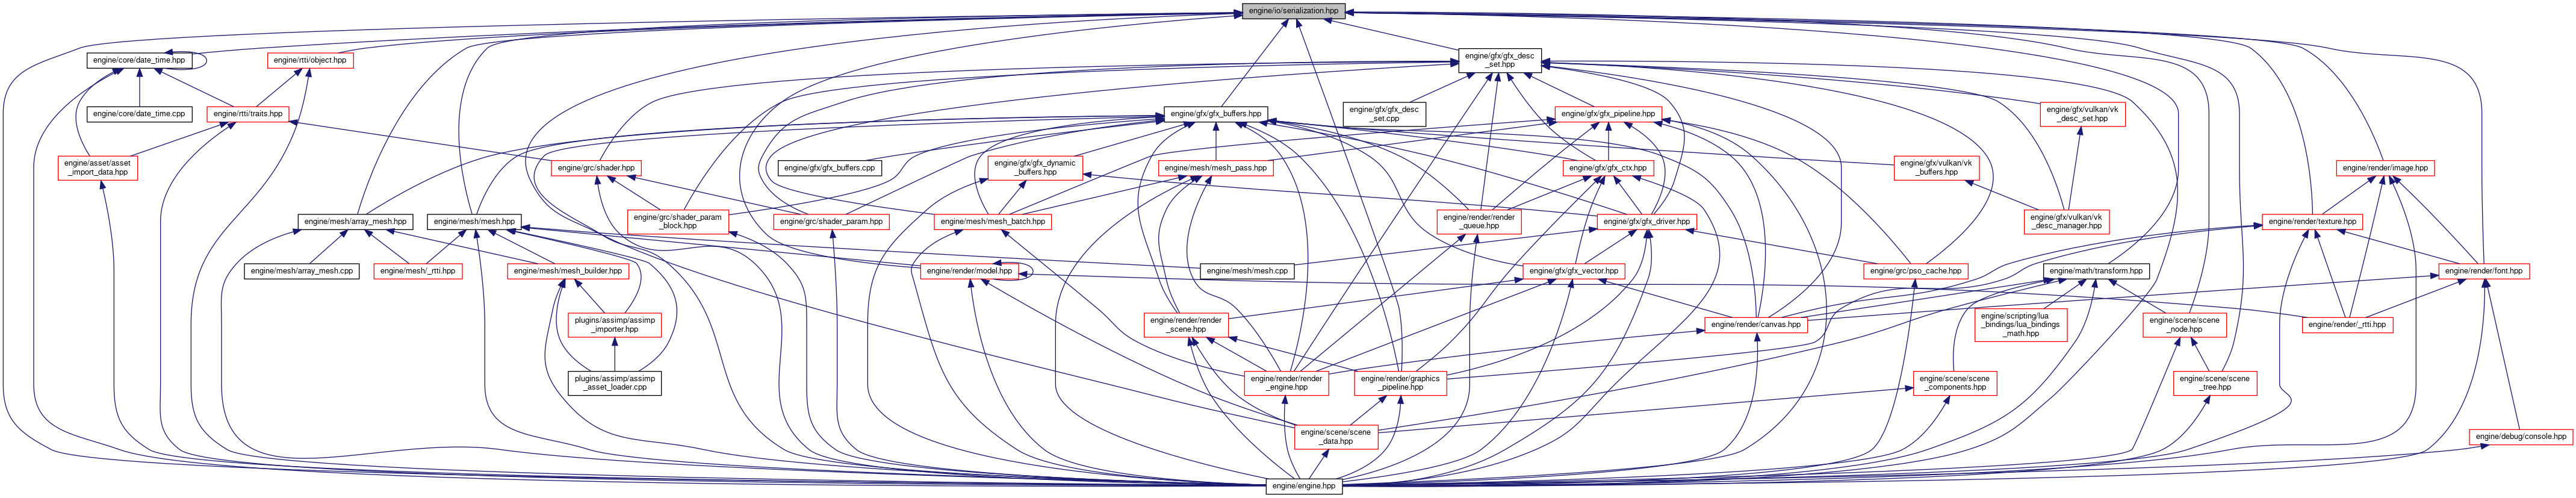 engine/io/serialization.hpp
engine/core/date_time.hpp
engine/rtti/object.hpp
engine/gfx/gfx_desc
_set.hpp
engine/core/date_time.cpp
engine/rtti/traits.hpp
engine/gfx/gfx_buffers.hpp
engine/gfx/gfx_desc
_set.cpp
engine/gfx/gfx_pipeline.hpp
engine/gfx/vulkan/vk
_desc_set.hpp
engine/asset/asset
_import_data.hpp
engine/grc/shader.hpp
engine/gfx/gfx_buffers.cpp
engine/gfx/gfx_dynamic
_buffers.hpp
engine/mesh/mesh_pass.hpp
engine/gfx/gfx_ctx.hpp
engine/gfx/vulkan/vk
_buffers.hpp
engine/render/image.hpp
engine/mesh/array_mesh.hpp
engine/mesh/mesh.hpp
engine/grc/shader_param
_block.hpp
engine/grc/shader_param.hpp
engine/mesh/mesh_batch.hpp
engine/render/render
_queue.hpp
engine/gfx/gfx_driver.hpp
engine/gfx/vulkan/vk
_desc_manager.hpp
engine/render/texture.hpp
engine/mesh/array_mesh.cpp
engine/mesh/_rtti.hpp
engine/mesh/mesh_builder.hpp
engine/render/model.hpp
engine/mesh/mesh.cpp
engine/gfx/gfx_vector.hpp
engine/grc/pso_cache.hpp
engine/math/transform.hpp
engine/render/font.hpp
plugins/assimp/assimp
_importer.hpp
engine/render/render
_scene.hpp
engine/render/canvas.hpp
engine/scripting/lua
_bindings/lua_bindings
_math.hpp
engine/scene/scene
_node.hpp
engine/render/_rtti.hpp
plugins/assimp/assimp
_asset_loader.cpp
engine/render/render
_engine.hpp
engine/render/graphics
_pipeline.hpp
engine/scene/scene
_components.hpp
engine/scene/scene
_tree.hpp
engine/scene/scene
_data.hpp
engine/debug/console.hpp
engine/engine.hpp